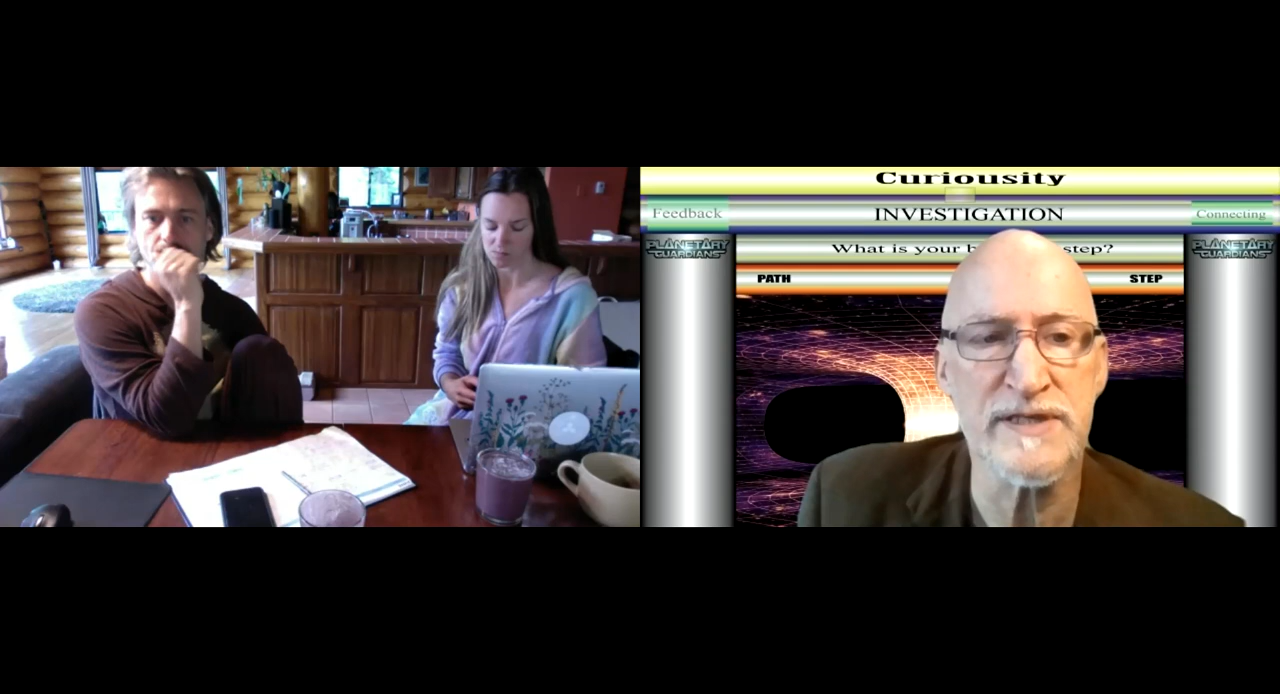 Curiousity
Feedback
INVESTIGATION
Connecting
PLANETARY
GUARDIANS
What is your
step?
PLANETARY
GUARDIANS
PATH
STEP